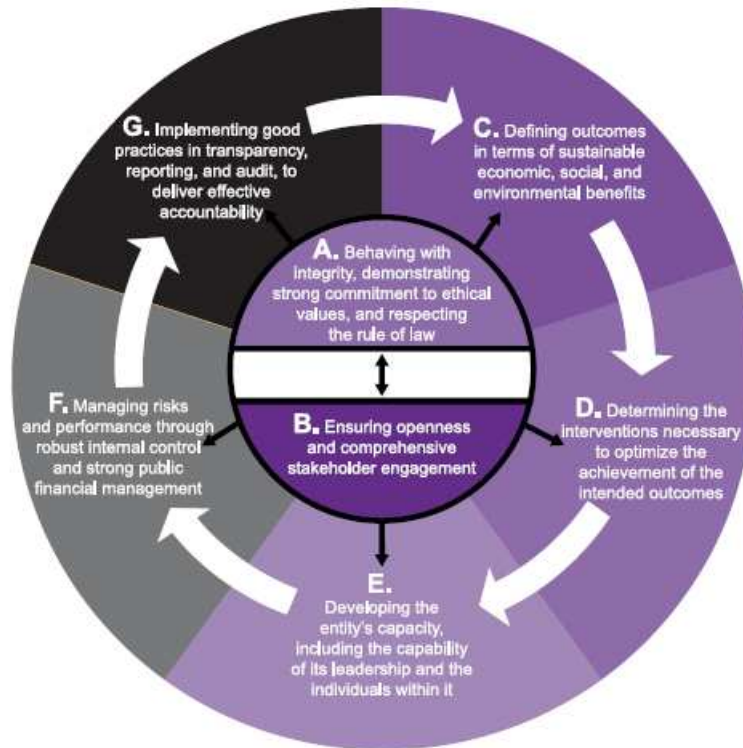 G. Implementing good
practices in transparency,
reporting, and audit, to
deliver effective
accountability
C. Defining outcomes
in terms of sustainable
economic, social, and
environmental benefits
A. Behaving with
integrity, demonstrating
strong commitment to ethical
values, and respecting
the rule of law
B. Ensuring openness
and comprehensive
stakeholder engagement
F. Managing risks
and performance through
robust internal control
and strong public
financial management
D. Determining the
interventions necessary
to optimize the
achievement of the
intended outcomes
E.
Developing the
entity's capacity,
including the capability
of its leadership and the
individuals within it